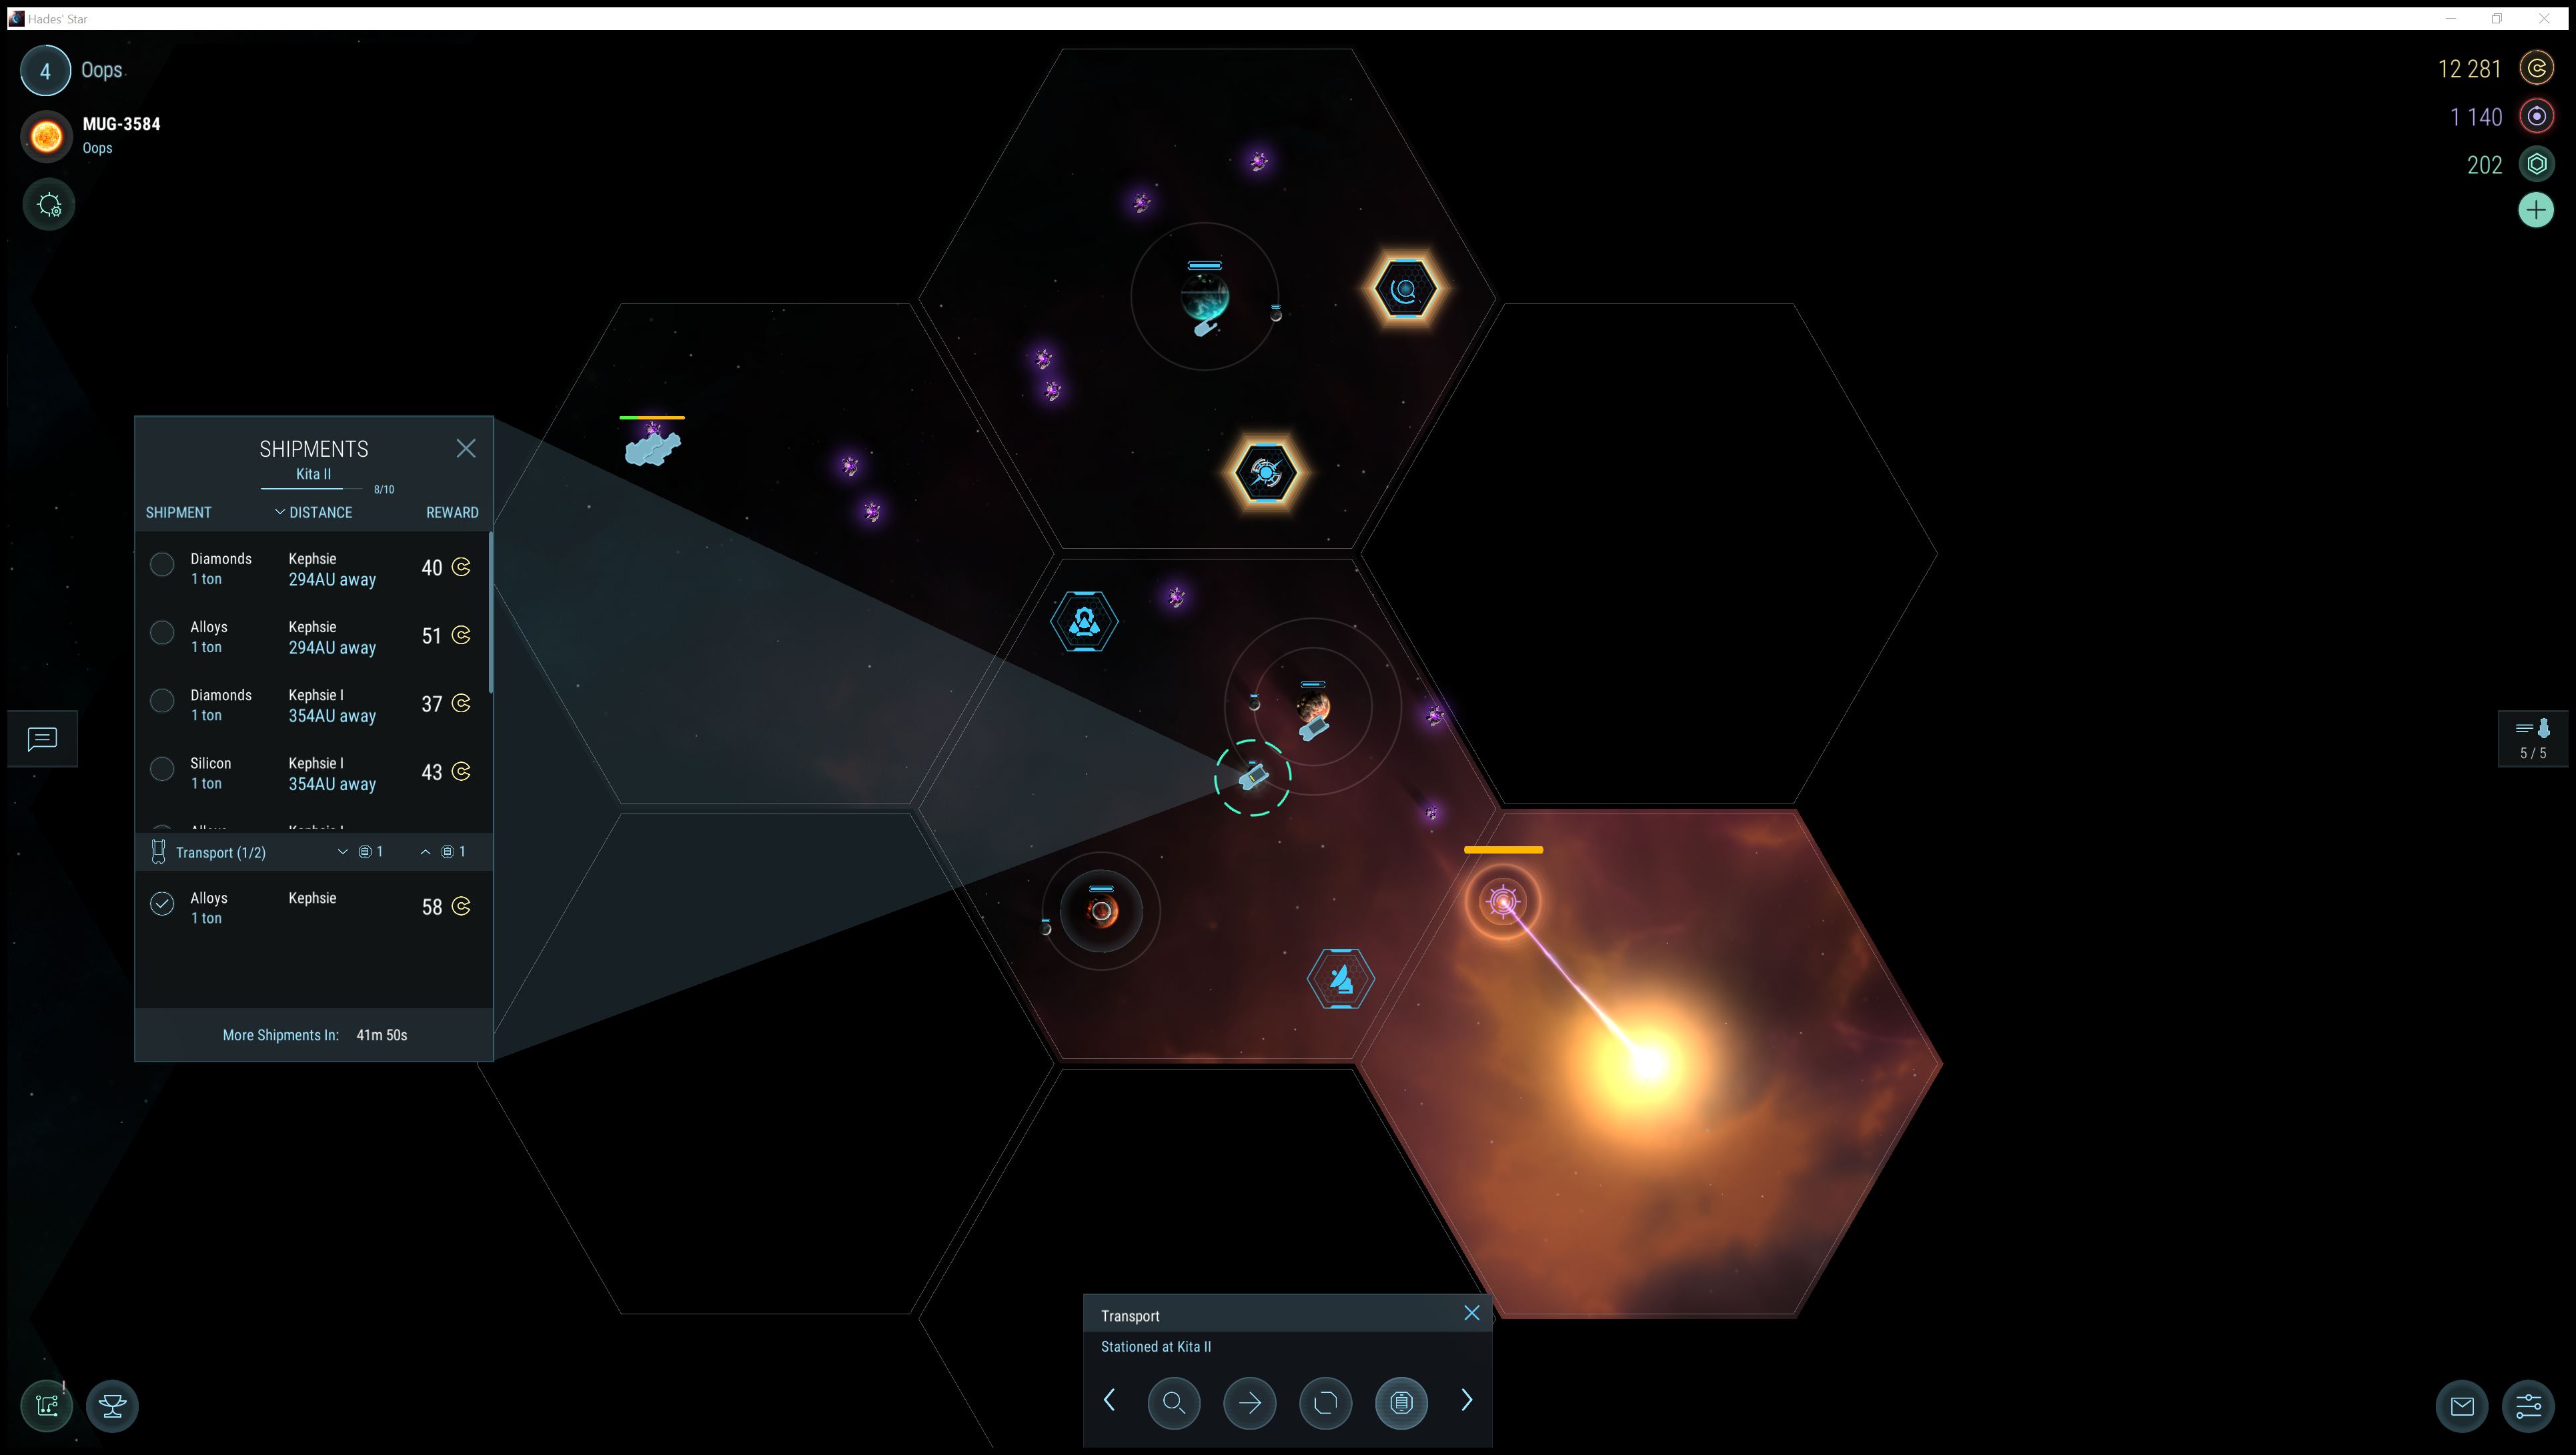 Hades' Star
4
Oops
MUG-3584
Oops
12 281
1 140
202
SHIPMENTS
Kita II
8/10
SHIPMENT DISTANCE REWARD
Diamonds Kephsie 40
1 ton 294AU away
Alloys Kephsie 51
1 ton 294AU away
Diamonds Kephsie I 37
1 ton 354AU away
Silicon Kephsie I 43
1 ton 354AU away
Transport (1/2) 1 1
Alloys Kephsie 58
1 ton
More Shipments In: 41m 50s
5 / 5
Transport
Stationed at Kita II
!